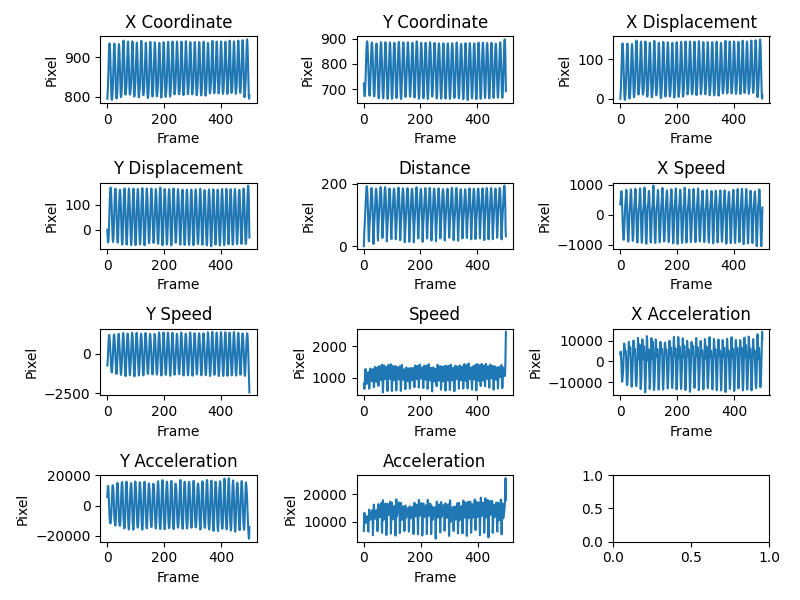 X Coordinate
Y Coordinate
X Displacement
Pixel
900
800
0
200
400
Frame
Pixel
900
800
700
0
200
400
Frame
Pixel
100
0
0
200
400
Frame
Y Displacement
Distance
X Speed
Pixel
100
0
0
200
400
Frame
Pixel
200
0
0
200
400
Frame
Pixel
1000
0
−1000
0
200
400
Frame
Y Speed
Speed
X Acceleration
Pixel
0
−2500
0
200
400
Frame
Pixel
2000
1000
0
200
400
Frame
Pixel
10000
0
−10000
0
200
400
Frame
Y Acceleration
Acceleration
Pixel
20000
0
−20000
0
200
400
Frame
Pixel
20000
10000
0
200
400
Frame
1.0
0.5
0.0
0.0
0.5
1.0